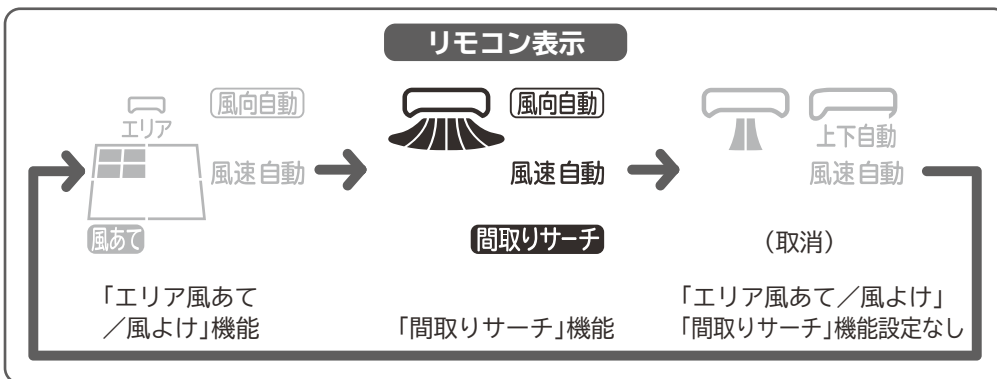 リモコン表示
エリア
風向自動
風速自動
風あて
「エリア風あて
／風よけ」機能
風向自動
風速自動
間取りサーチ
「間取りサーチ」機能
上下自動
風速自動
（取消）
「エリア風あて／風よけ」
「間取りサーチ」機能設定なし